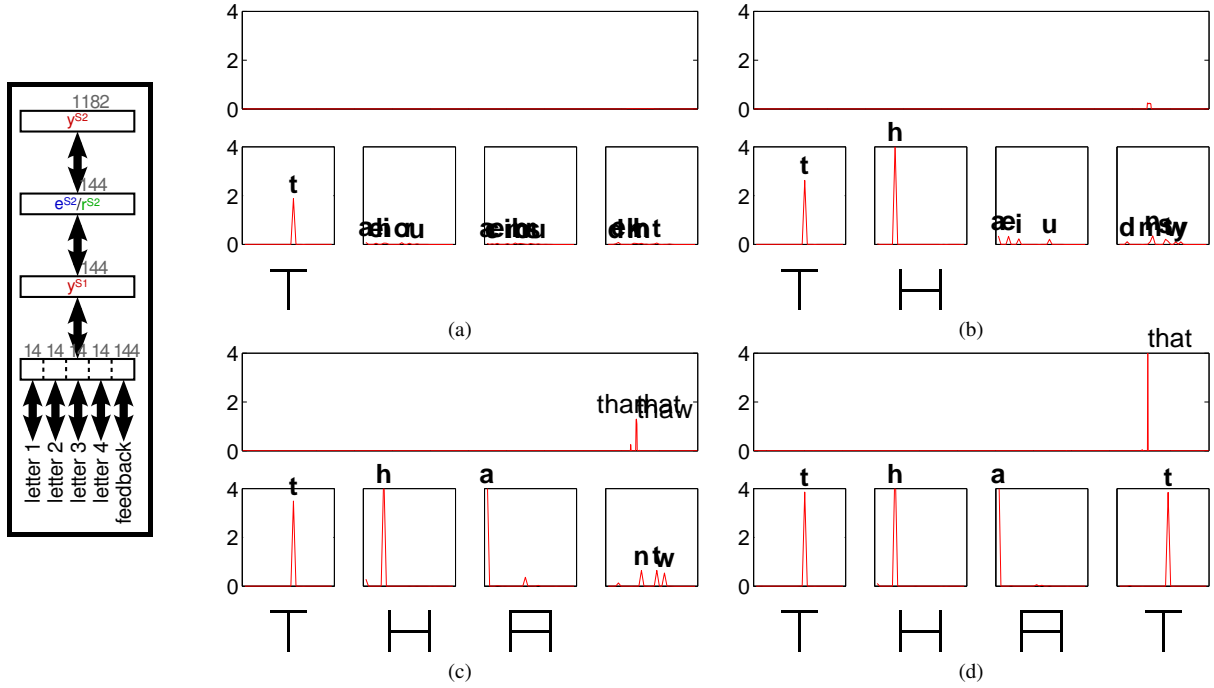 1182
y^S2
144
e^S2/r^S2
144
y^S1
14 14 14 14 144
letter 1
letter 2
letter 3
letter 4
feedback
4
2
0
4
2
0
t
T
(a)
4
2
0
4
2
0
t
h
a e i u
d
T H
(b)
4
2
0
than that
thaw
4
2
0
t
h
a
n t w
T H A
(c)
4
2
0
that
4
2
0
t
h
a
t
T H A T
(d)